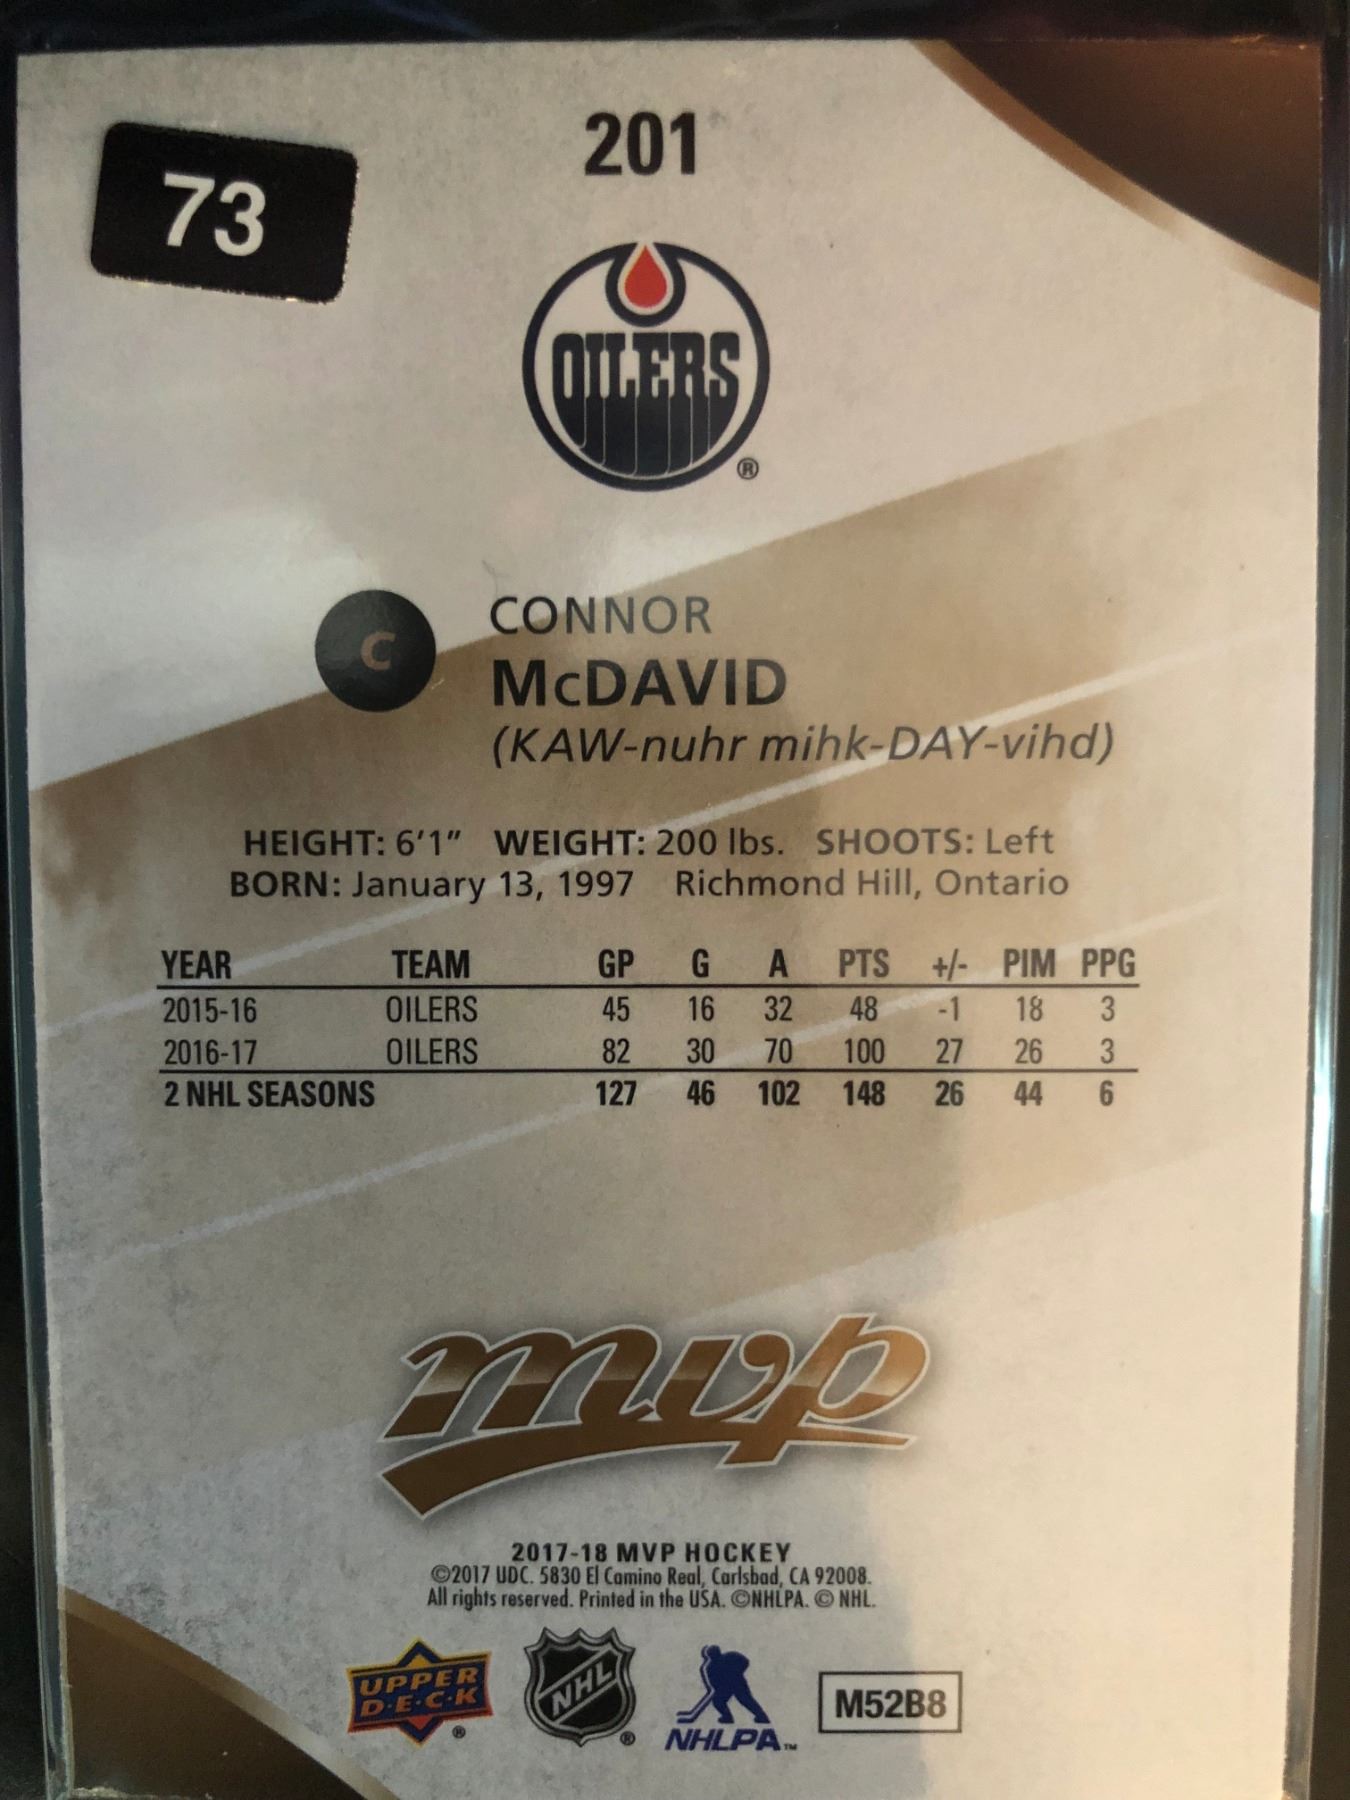 201
73
OILERS
®
C
CONNOR
McDAVID
(KAW-nuhr mihk-DAY-vihd)
HEIGHT: 6'1" WEIGHT: 200 lbs. SHOOTS: Left
BORN: January 13, 1997 Richmond Hill, Ontario
YEAR TEAM GP G A PTS +/- PIM PPG
2015-16 OILERS 45 16 32 48 -1 18 3
2016-17 OILERS 82 30 70 100 27 26 3
2 NHL SEASONS 127 46 102 148 26 44 6
mvp
2017-18 MVP HOCKEY
©2017 UDC. 5830 El Camino Real, Carlsbad, CA 92008.
All rights reserved. Printed in the USA. ©NHLPA. © NHL.
UPPER
D·E·C·K
®
NHL
®
NHLPA™
M52B8